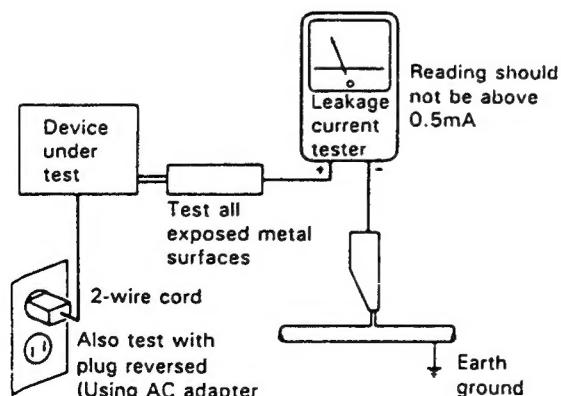 Device
under
test
Leakage
current
tester
+ -
Reading should
not be above
0.5mA
Test all
exposed metal
surfaces
2-wire cord
Also test with
plug reversed
(Using AC adapter
Earth
ground